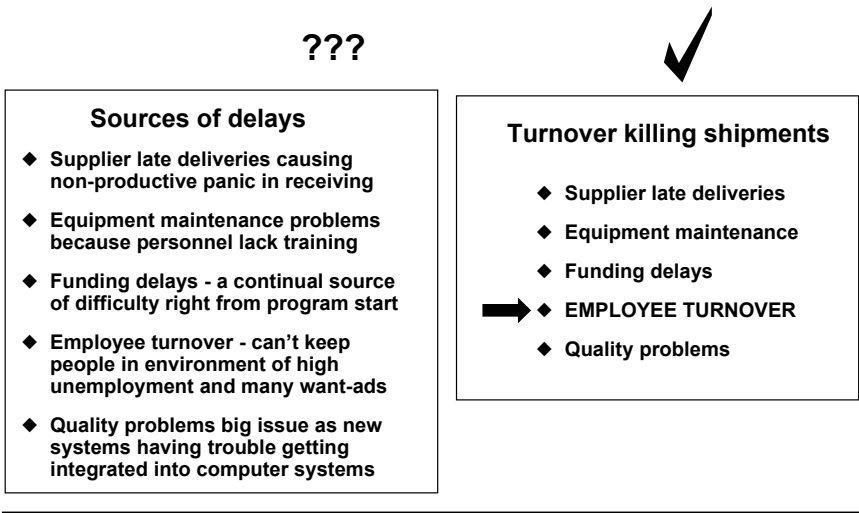 ???
Sources of delays
◆ Supplier late deliveries causing
non-productive panic in receiving
◆ Equipment maintenance problems
because personnel lack training
◆ Funding delays - a continual source
of difficulty right from program start
◆ Employee turnover - can't keep
people in environment of high
unemployment and many want-ads
◆ Quality problems big issue as new
systems having trouble getting
integrated into computer systems
Turnover killing shipments
◆ Supplier late deliveries
◆ Equipment maintenance
◆ Funding delays
◆ EMPLOYEE TURNOVER
◆ Quality problems